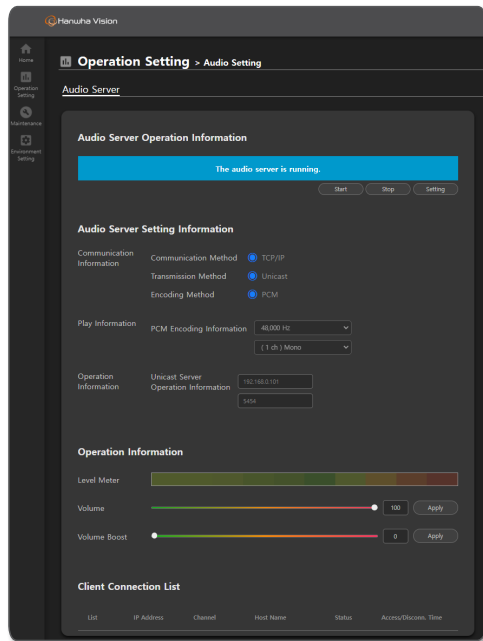 Hanwha Vision
Home
Operation Setting > Audio Setting
Operation
Setting
Audio Server
Maintenance
Environment
Setting
Audio Server Operation Information
The audio server is running.
Start Stop Setting
Audio Server Setting Information
Communication
Information
Communication Method TCP/IP
Transmission Method Unicast
Encoding Method PCM
Play Information PCM Encoding Information 48,000 Hz
( 1 ch ) Mono
Operation
Information
Unicast Server
Operation Information
192.168.0.101
5454
Operation Information
Level Meter
Volume 100 Apply
Volume Boost 0 Apply
Client Connection List
List IP Address Channel Host Name Status Access/Disconn. Time